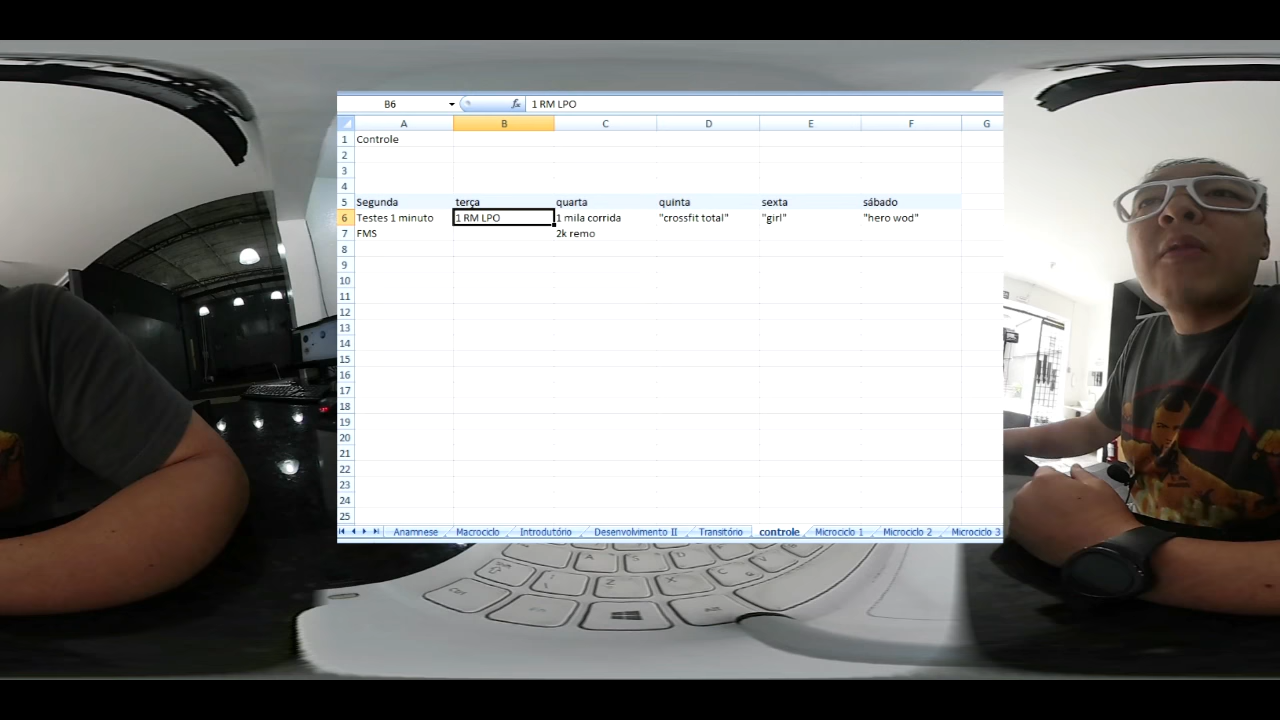 B6 fx 1 RM LPO
A B C D E F G
1 Controle
2
3
4
5 Segunda terça quarta quinta sexta sábado
6 Testes 1 minuto 1 RM LPO 1 mila corrida "crossfit total" "girl" "hero wod"
7 FMS 2k remo
8
9
10
11
12
13
14
15
16
17
18
19
20
21
22
23
24
25
Anamnese Macrociclo Introdutório Desenvolvimento II Transitório controle Microciclo 1 Microciclo 2 Microciclo 3
A S D F
Z X C V
Ctrl Alt